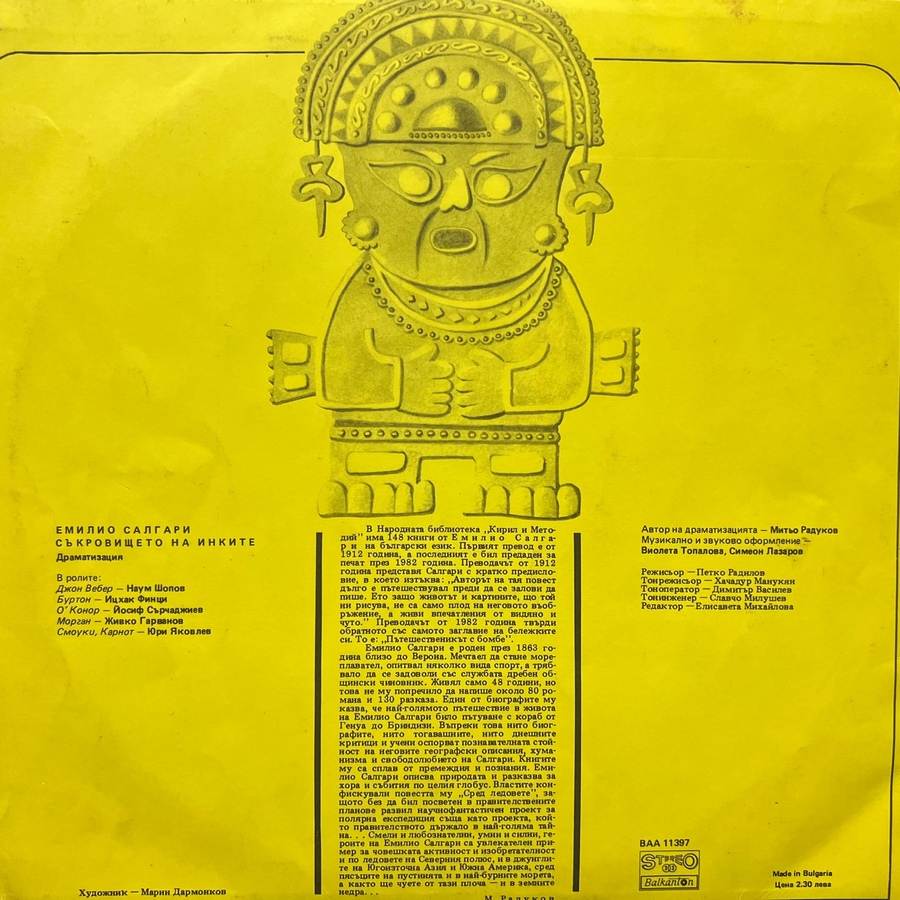 ЕМИЛИО САЛГАРИ
СЪКРОВИЩЕТО НА ИНКИТЕ
Драматизация
В ролите:
Джон Вебер — Наум Шопов
Буртон — Ицхак Финци
О' Конор — Йосиф Сърчаджиев
Морган — Живко Гарванов
Смоуки, Карнот — Юри Яковлев
Художник — Марин Дармонков
В Народната библиотека „Кирил и Мето-
дий” има 148 книги от Емилио Салга-
ри на български език. Първият превод е от
1912 година, а последният е бил предаден за
печат през 1982 година. Преводачът от 1912
година представя Салгари с кратко предисло-
вие, в което изтъква: „Авторът на тая повест
дълго е пътешествувал преди да се залови да
пише. Ето защо животът и картините, що той
ни рисува, не са само плод на неговото въоб-
ръжение, а живи впечатления от видяно и
чуто.” Преводачът от 1982 година твърди
обратното със самото заглавие на бележките
си. То е: „Пътешественикът с бомбе”.
Емилио Салгари е роден през 1863 го-
дина близо до Верона. Мечтаел да стане море-
плавател, опитвал няколко вида спорт, а тряб-
вало да се задоволи със службата дребен об-
щински чиновник. Живял само 48 години, но
това не му попречило да напише около 80 ро-
мана и 130 разказа. Един от биографите му
казва, че най-голямото пътешествие в живота
на Емилио Салгари било пътуване с кораб от
Генуа до Бриндизи. Въпреки това нито биог-
рафите, нито тогавашните, нито днешните
критици и учени оспорват познавателната стой-
ност на неговите географски описания, хума-
низма и свободолюбието на Салгари. Книгите
му са сплав от премеждия и познания. Еми-
лио Салгари описва природата и разказва за
хора и събития по целия глобус. Властите кон-
фискували повестта му „Сред ледовете”, за-
щото без да бил посветен в правителствените
планове развил научнофантастичен проект за
полярна експедиция съща като проекта, кой-
то правителството държало в най-голяма тай-
на. . . Смели и любознателни, умни и силни, ге-
роите на Емилио Салгари са увлекателен при-
мер за човешката активност и изобретателност
и по ледовете на Северния полюс, и в джунгли-
те на Югоизточна Азия и Южна Америка, сред
пясъците на пустинята и в най-бурните морета,
а както ще чуете от тази плоча — и в земните
недра. . .
М. Радуков
Автор на драматизацията — Митьо Радуков
Музикално и звуково оформление —
Виолета Топалова, Симеон Лазаров
Режисьор — Петко Радилов
Тонрежисьор — Хачадур Манукян
Тоноператор — Димитър Василев
Тонинженер — Славчо Милушев
Редактор — Елисавета Михайлова
ВАА 11397
STEREO
33
Balkanton
Made in Bulgaria
Цена 2.30 лева